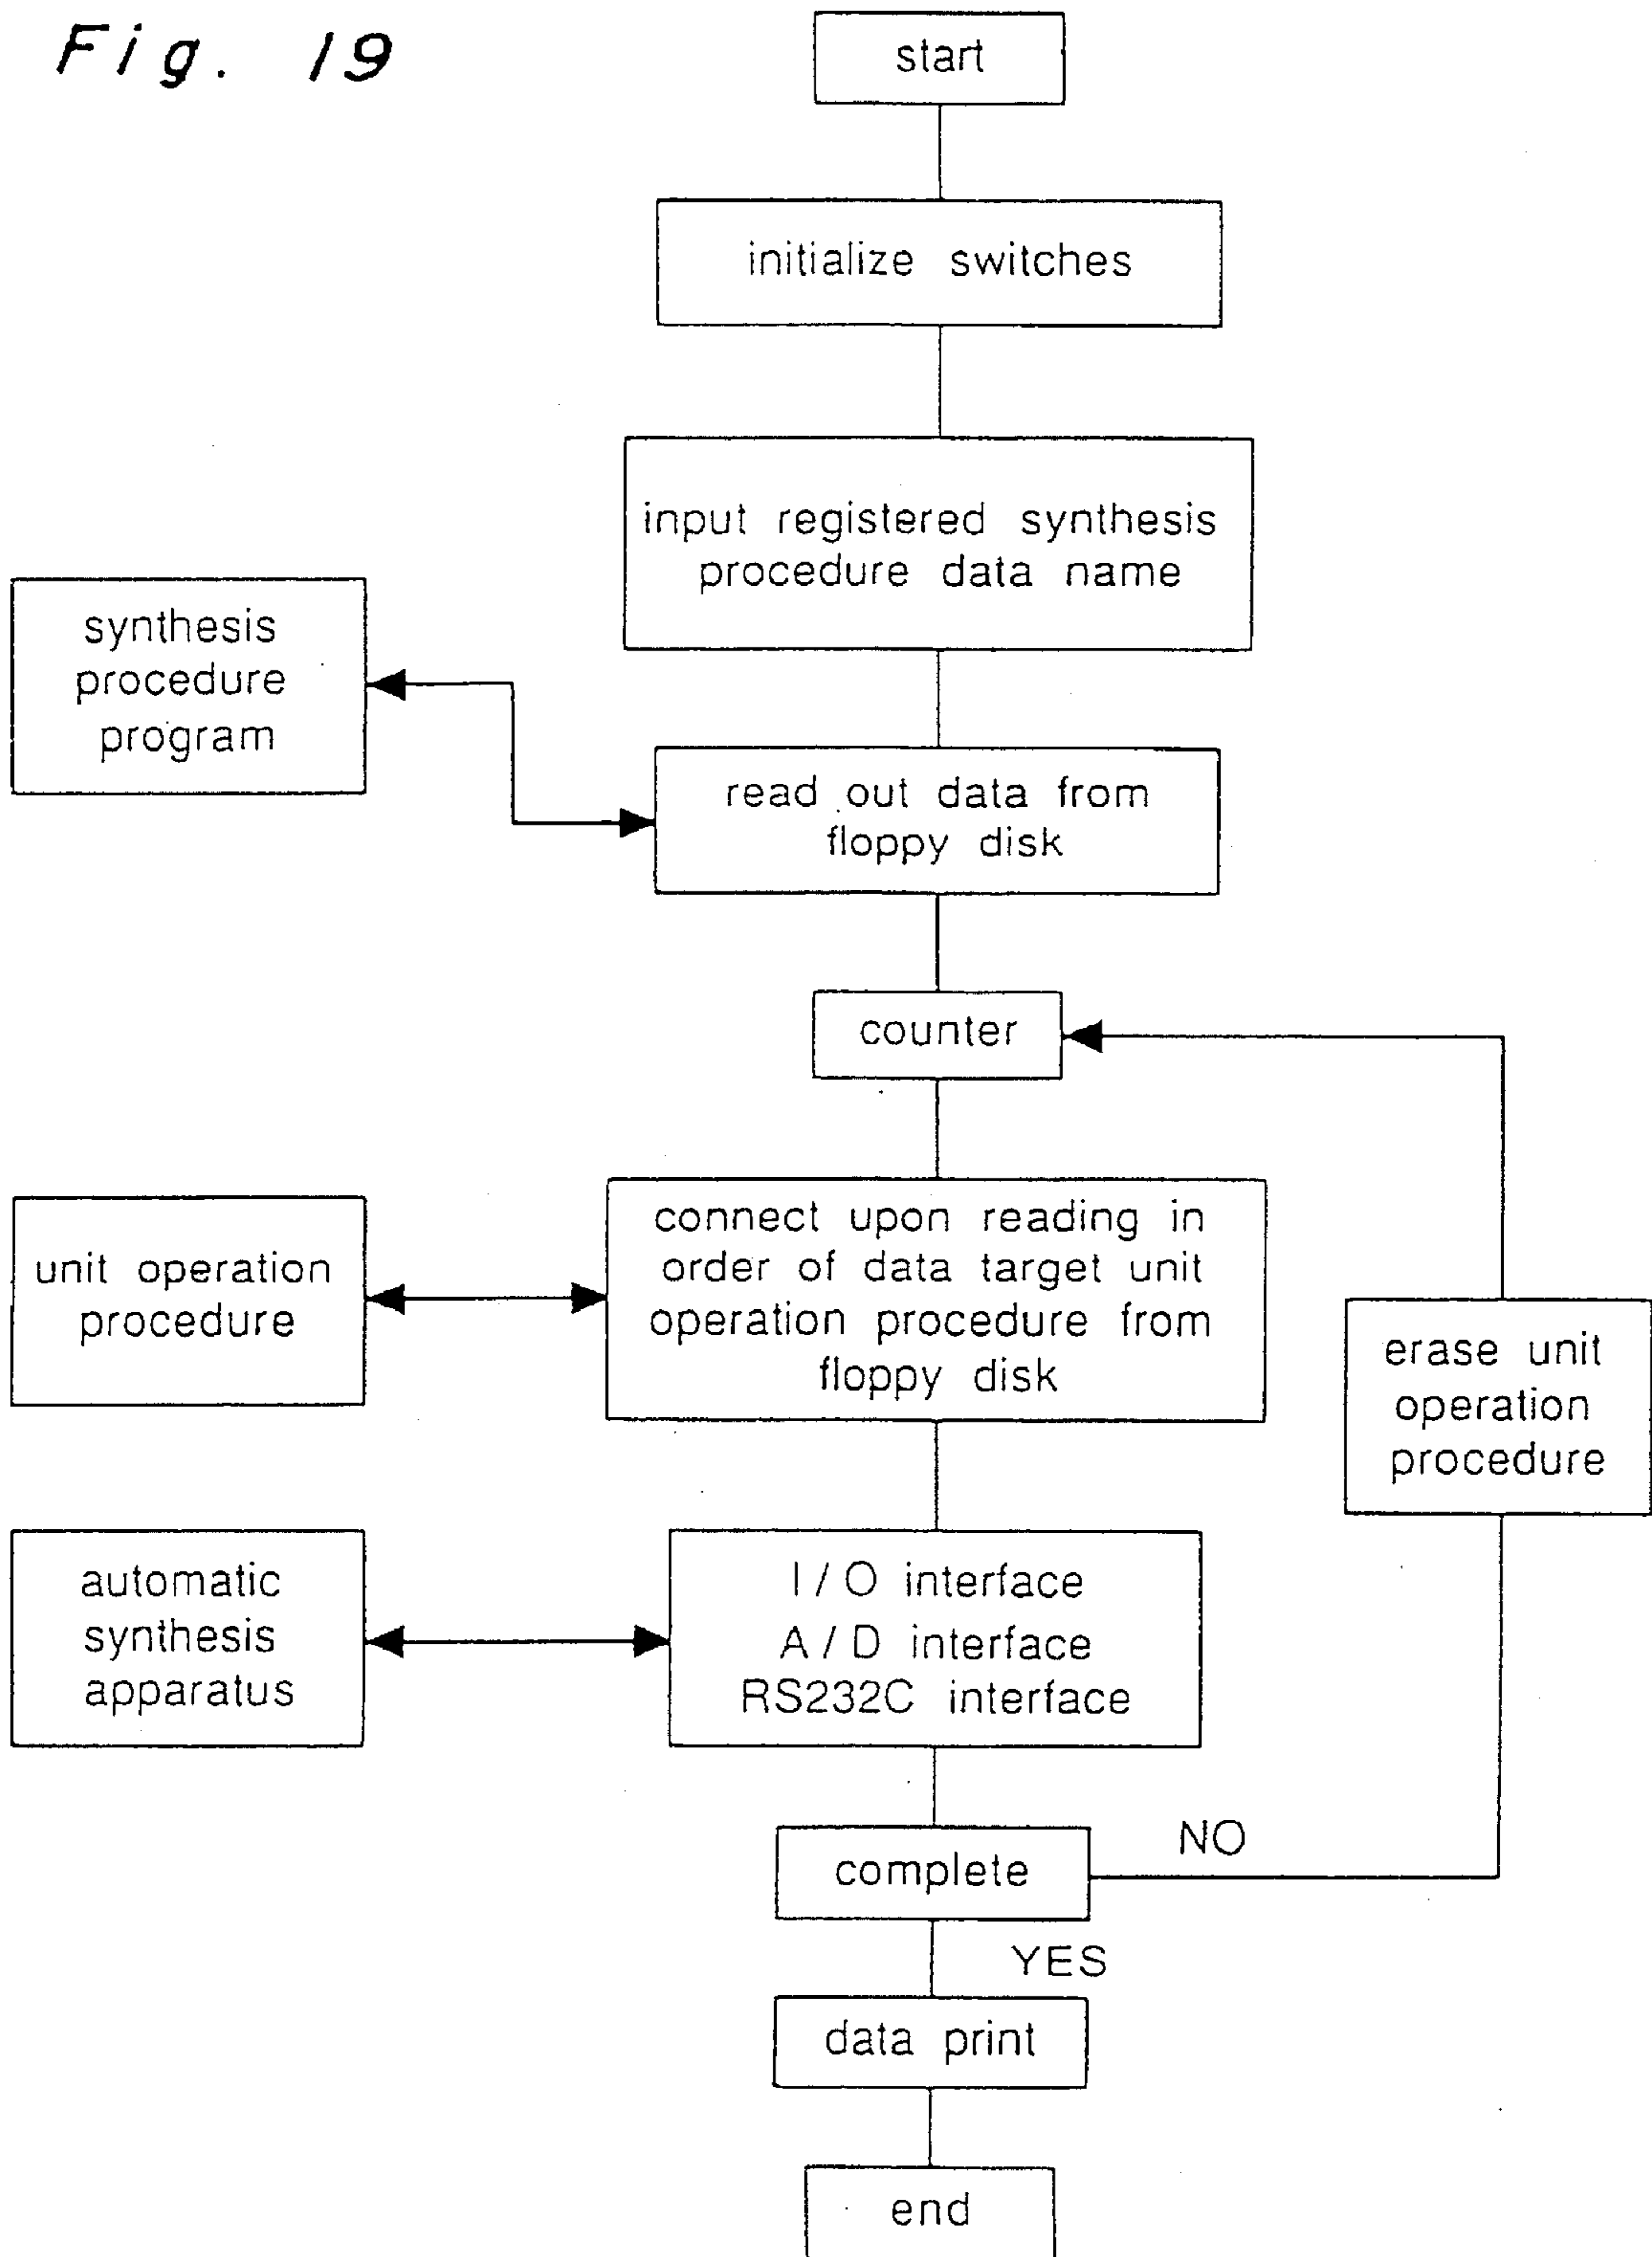 Fig. 19
start
initialize switches
input registered synthesis
procedure data name
synthesis
procedure
program
read out data from
floppy disk
counter
unit operation
procedure
connect upon reading in
order of data target unit
operation procedure from
floppy disk
erase unit
operation
procedure
automatic
synthesis
apparatus
I / O interface
A / D interface
RS232C interface
complete
NO
YES
data print
end